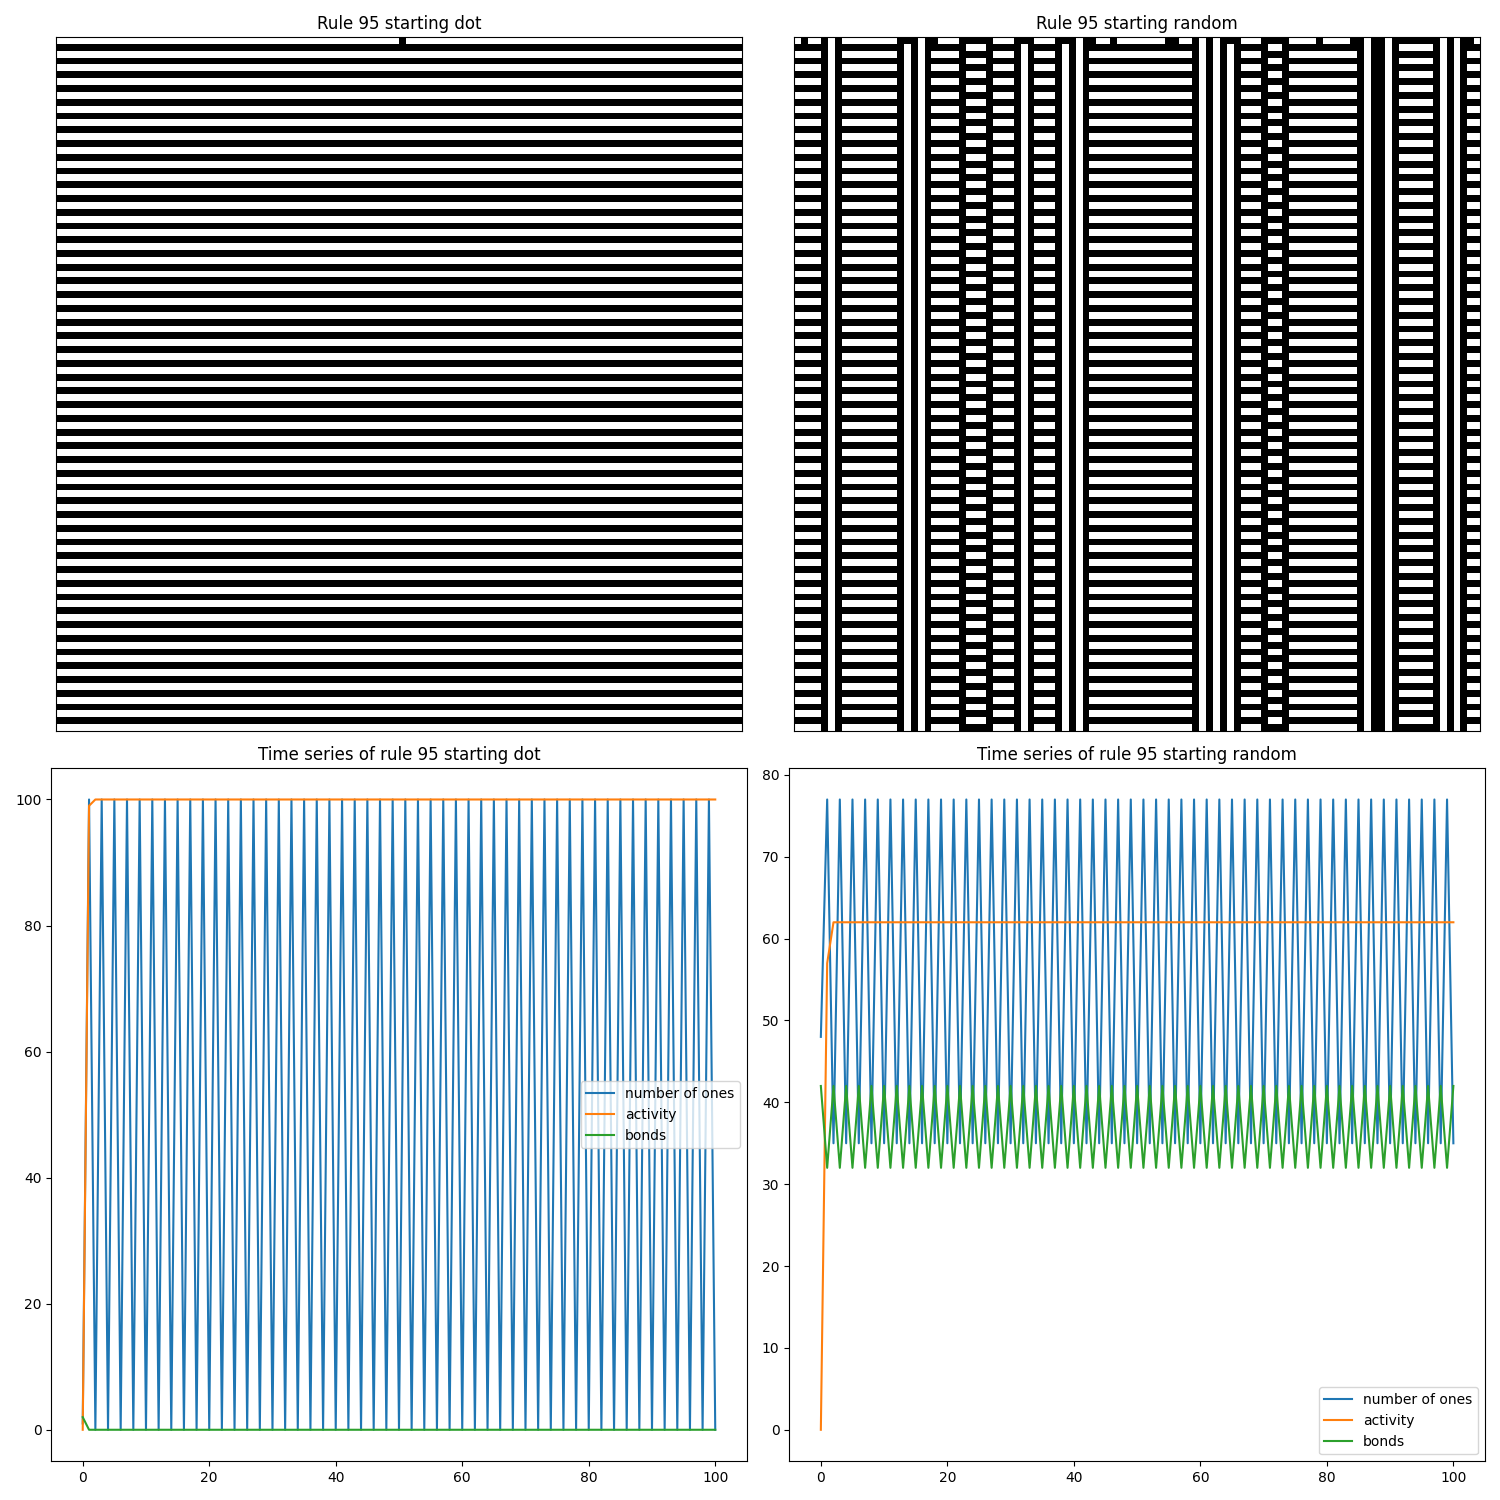 Rule 95 starting dot
Rule 95 starting random
Time series of rule 95 starting dot
100
80
60
40
20
0
number of ones
activity
bonds
0 20 40 60 80 100
Time series of rule 95 starting random
80
70
60
50
40
30
20
10
0
number of ones
activity
bonds
0 20 40 60 80 100